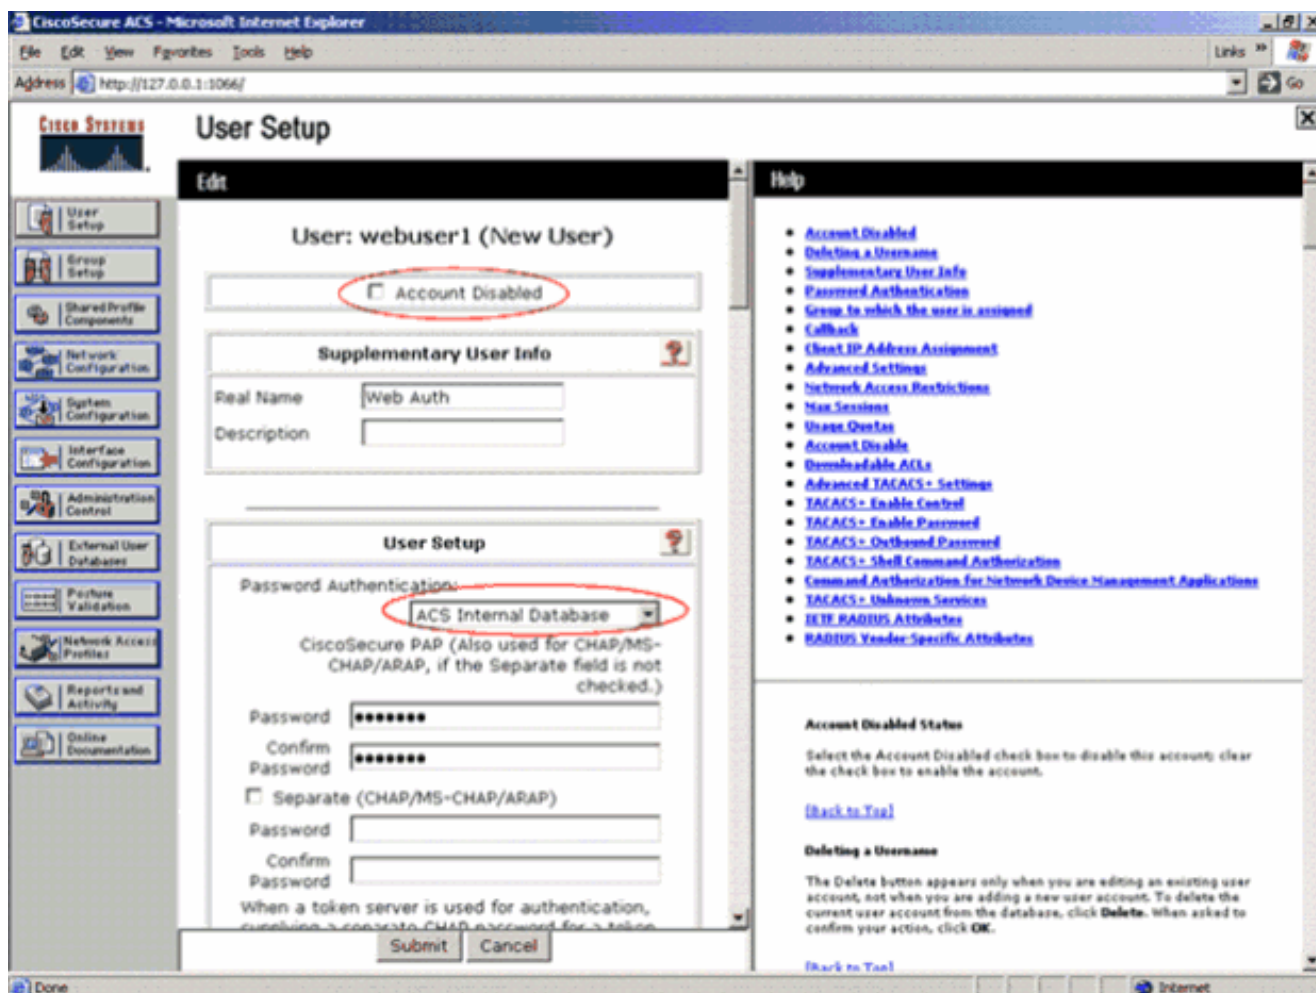 CiscoSecure ACS - Microsoft Internet Explorer
File Edit View Favorites Tools Help
Links »
Address http://127.0.0.1:1066/
Go
CISCO SYSTEMS
User Setup
User Setup
Group Setup
Shared Profile Components
Network Configuration
System Configuration
Interface Configuration
Administration Control
External User Databases
Posture Validation
Network Access Profiles
Reports and Activity
Online Documentation
Edit
User: webuser1 (New User)
Account Disabled
Supplementary User Info
?
Real Name Web Auth
Description
User Setup
?
Password Authentication:
ACS Internal Database
CiscoSecure PAP (Also used for CHAP/MS-
CHAP/ARAP, if the Separate field is not
checked.)
Password •••••••
Confirm Password •••••••
Separate (CHAP/MS-CHAP/ARAP)
Password
Confirm Password
When a token server is used for authentication,
supplying a separate CHAP password for a token
Submit Cancel
Help
Account Disabled
Deleting a Username
Supplementary User Info
Password Authentication
Group to which the user is assigned
Callback
Client IP Address Assignment
Advanced Settings
Network Access Restrictions
Max Sessions
Usage Quotas
Account Disable
Downloadable ACLs
Advanced TACACS+ Settings
TACACS+ Enable Control
TACACS+ Enable Password
TACACS+ Outbound Password
TACACS+ Shell Command Authorization
Command Authorization for Network Device Management Applications
TACACS+ Unknown Services
IETF RADIUS Attributes
RADIUS Vendor-Specific Attributes
Account Disabled Status
Select the Account Disabled check box to disable this account; clear
the check box to enable the account.
[Back to Top]
Deleting a Username
The Delete button appears only when you are editing an existing user
account, not when you are adding a new user account. To delete the
current user account from the database, click Delete. When asked to
confirm your action, click OK.
[Back to Top]
Done
Internet